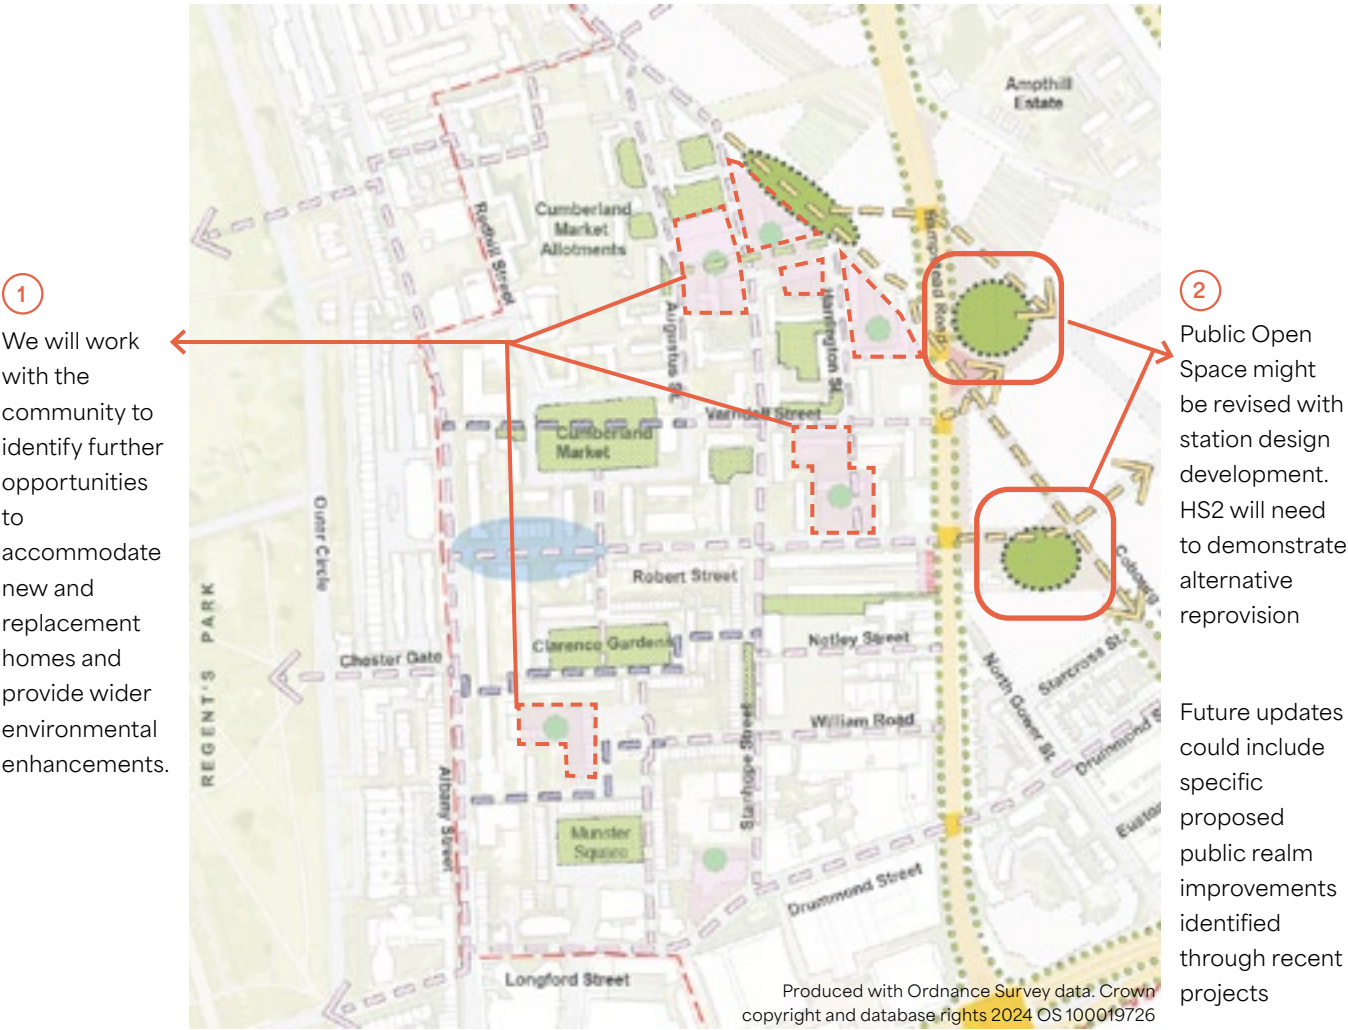 1
We will work
with the
community to
identify further
opportunities
to
accommodate
new and
replacement
homes and
provide wider
environmental
enhancements.
Ampthill
Estate
Redhill Street
Cumberland
Market
Allotments
Augustus St.
Harrington St.
Hampstead Road
Varndell Street
Cumberland
Market
Outer Circle
REGENT'S PARK
Robert Street
Clarence Gardens
Chester Gate
Notley Street
William Road
Stanhope Street
Albany Street
Munster
Square
Drummond Street
Longford Street
Cobourg
Starcross St.
North Gower St.
Drummond S
Eusto
Produced with Ordnance Survey data. Crown
copyright and database rights 2024 OS 100019726
2
Public Open
Space might
be revised with
station design
development.
HS2 will need
to demonstrate
alternative
reprovision
Future updates
could include
specific
proposed
public realm
improvements
identified
through recent
projects